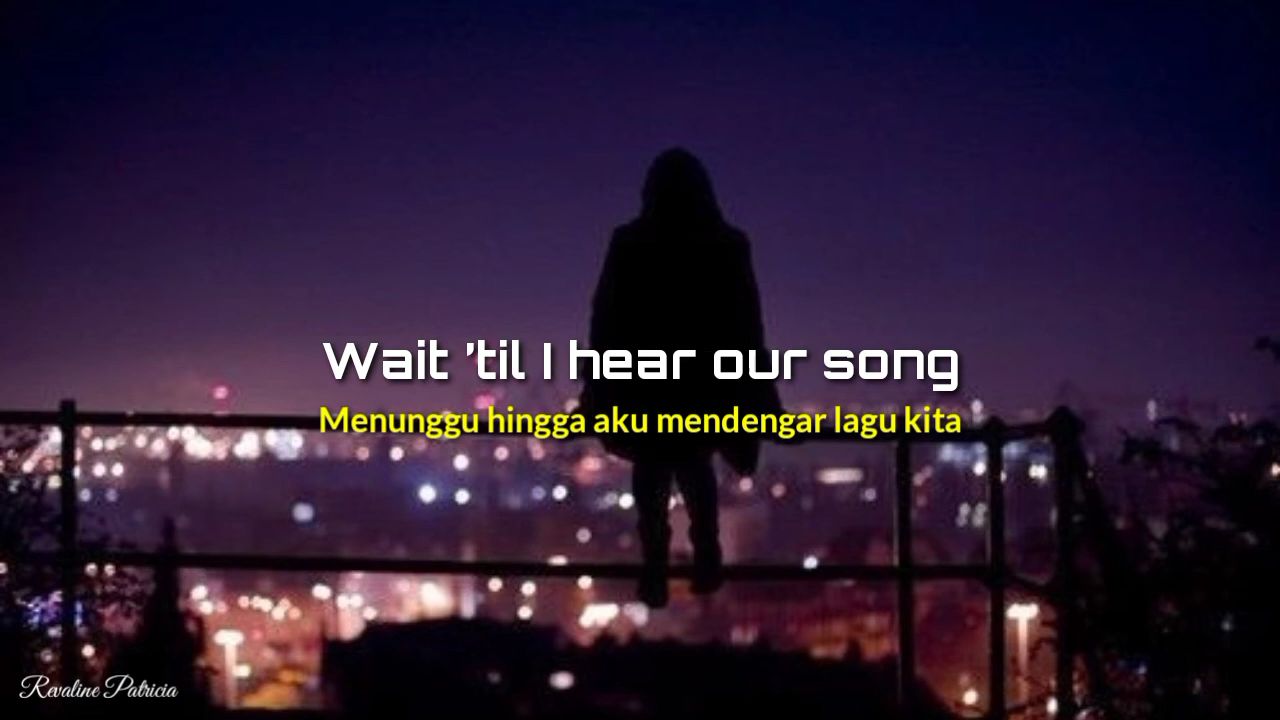 Wait 'til I hear our song
Menunggu hingga aku mendengar lagu kita
Revaline Patricia